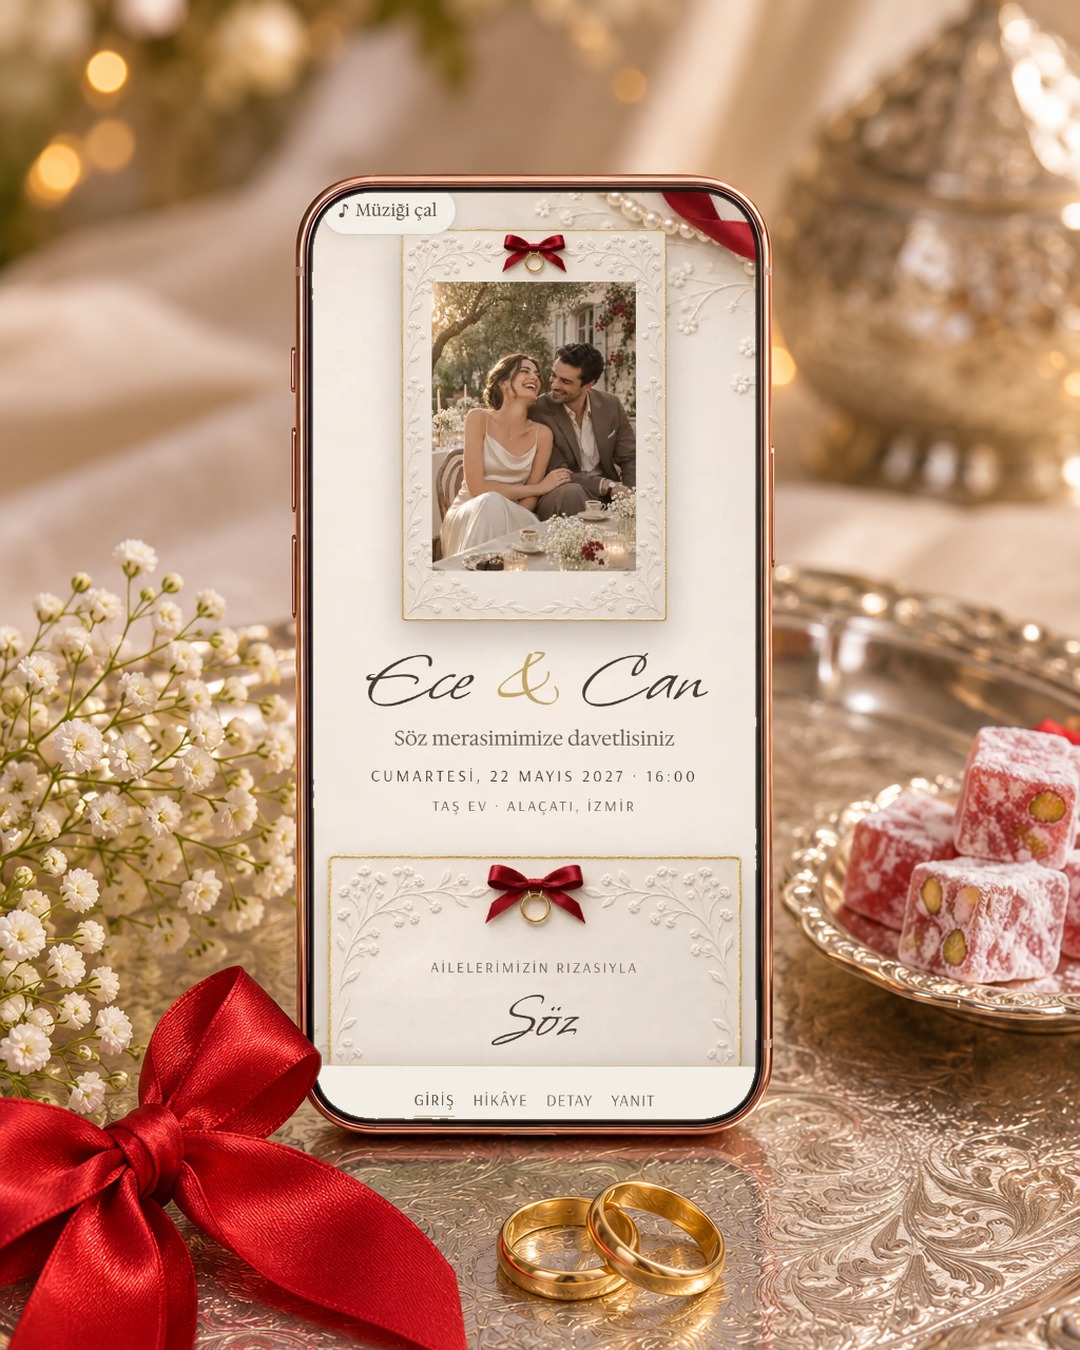 ♪ Müziği çal
Ece & Can
Söz merasimimize davetlisiniz
CUMARTESİ, 22 MAYIS 2027 · 16:00
TAŞ EV · ALAÇATI, İZMİR
AİLELERİMİZİN RIZASIYLA
Söz
GİRİŞ HİKÂYE DETAY YANIT